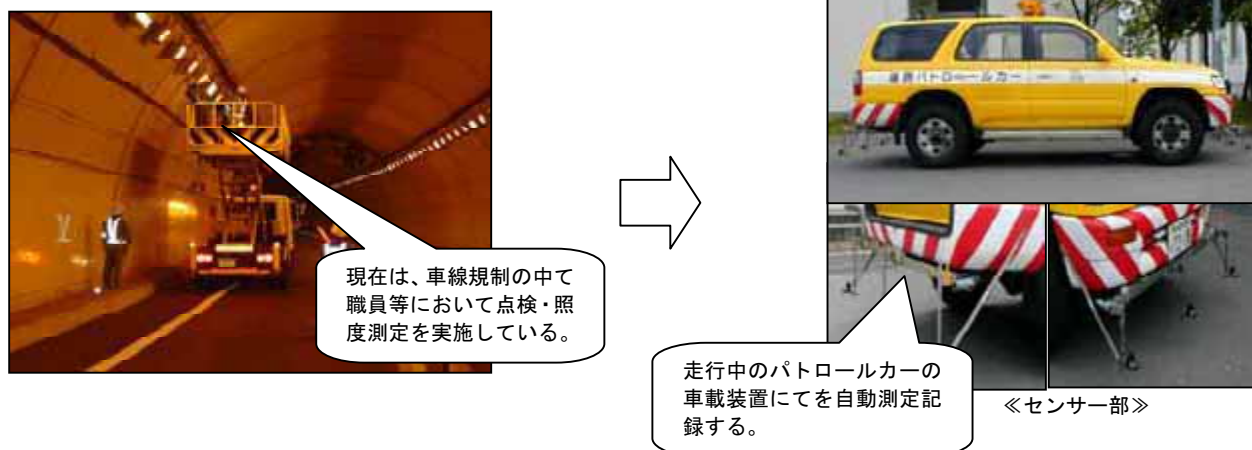 現在は、車線規制の中て
職員等において点検・照
度測定を実施している。
道路パトロールカー
走行中のパトロールカーの
車載装置にてを自動測定記
録する。
≪センサー部≫